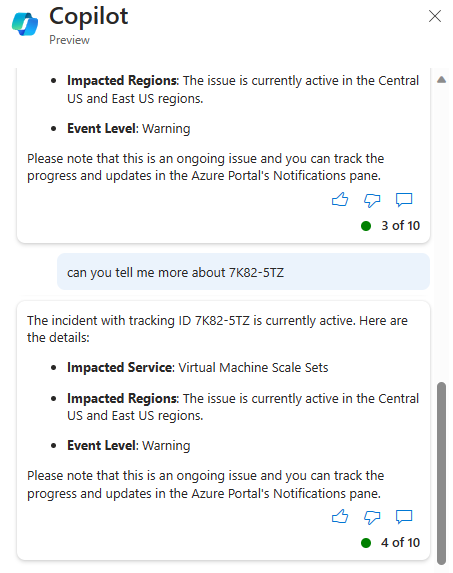 Copilot
Preview
• Impacted Regions: The issue is currently active in the Central
US and East US regions.
• Event Level: Warning
Please note that this is an ongoing issue and you can track the
progress and updates in the Azure Portal's Notifications pane.
3 of 10
can you tell me more about 7K82-5TZ
The incident with tracking ID 7K82-5TZ is currently active. Here are
the details:
• Impacted Service: Virtual Machine Scale Sets
• Impacted Regions: The issue is currently active in the Central
US and East US regions.
• Event Level: Warning
Please note that this is an ongoing issue and you can track the
progress and updates in the Azure Portal's Notifications pane.
4 of 10